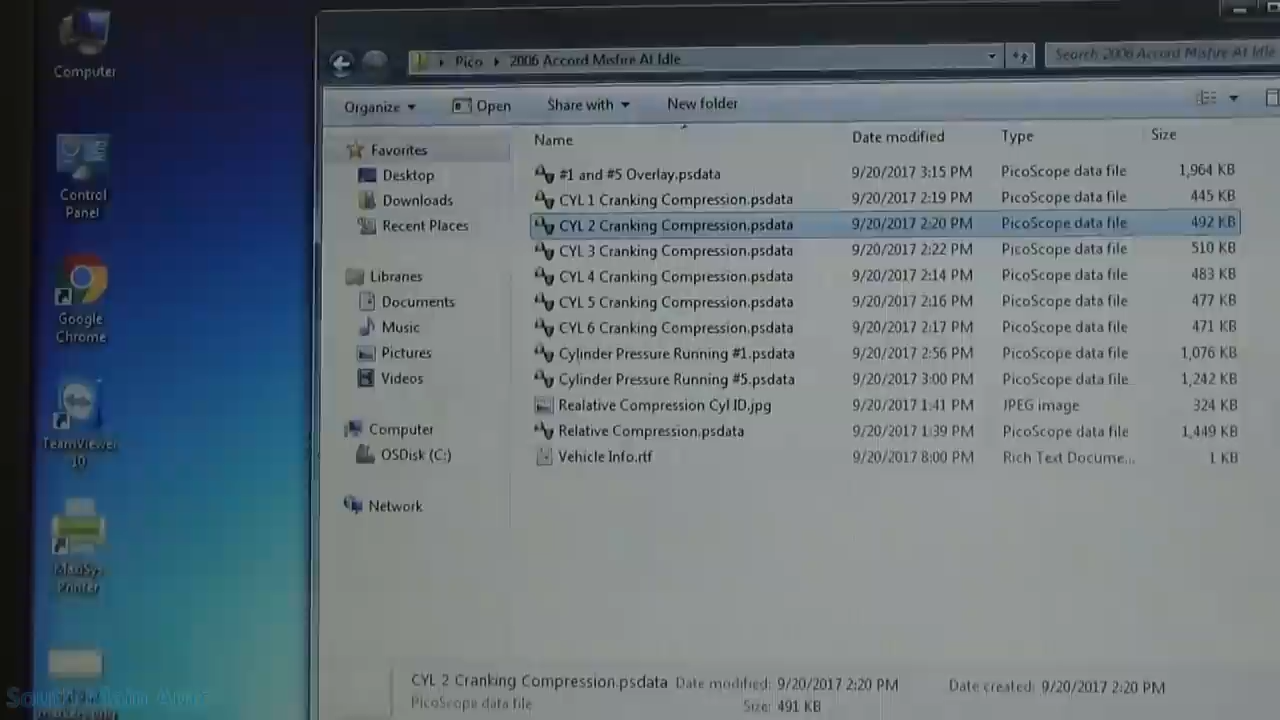 Computer
Control
Panel
Google
Chrome
TeamViewer
10
Printer
Pico ▸ 2006 Accord Misfire At Idle
Search 2006 Accord Misfire At Idle
Organize ▾ Open Share with ▾ New folder
Name Date modified Type Size
Favorites
Desktop
Downloads
Recent Places
Libraries
Documents
Music
Pictures
Videos
Computer
OSDisk (C:)
Network
#1 and #5 Overlay.psdata 9/20/2017 3:15 PM PicoScope data file 1,964 KB
CYL 1 Cranking Compression.psdata 9/20/2017 2:19 PM PicoScope data file 445 KB
CYL 2 Cranking Compression.psdata 9/20/2017 2:20 PM PicoScope data file 492 KB
CYL 3 Cranking Compression.psdata 9/20/2017 2:22 PM PicoScope data file 510 KB
CYL 4 Cranking Compression.psdata 9/20/2017 2:14 PM PicoScope data file 483 KB
CYL 5 Cranking Compression.psdata 9/20/2017 2:16 PM PicoScope data file 477 KB
CYL 6 Cranking Compression.psdata 9/20/2017 2:17 PM PicoScope data file 471 KB
Cylinder Pressure Running #1.psdata 9/20/2017 2:56 PM PicoScope data file 1,076 KB
Cylinder Pressure Running #5.psdata 9/20/2017 3:00 PM PicoScope data file 1,242 KB
Realative Compression Cyl ID.jpg 9/20/2017 1:41 PM JPEG image 324 KB
Relative Compression.psdata 9/20/2017 1:39 PM PicoScope data file 1,449 KB
Vehicle Info.rtf 9/20/2017 8:00 PM Rich Text Docume... 1 KB
CYL 2 Cranking Compression.psdata Date modified: 9/20/2017 2:20 PM Date created: 9/20/2017 2:20 PM
PicoScope data file Size: 491 KB